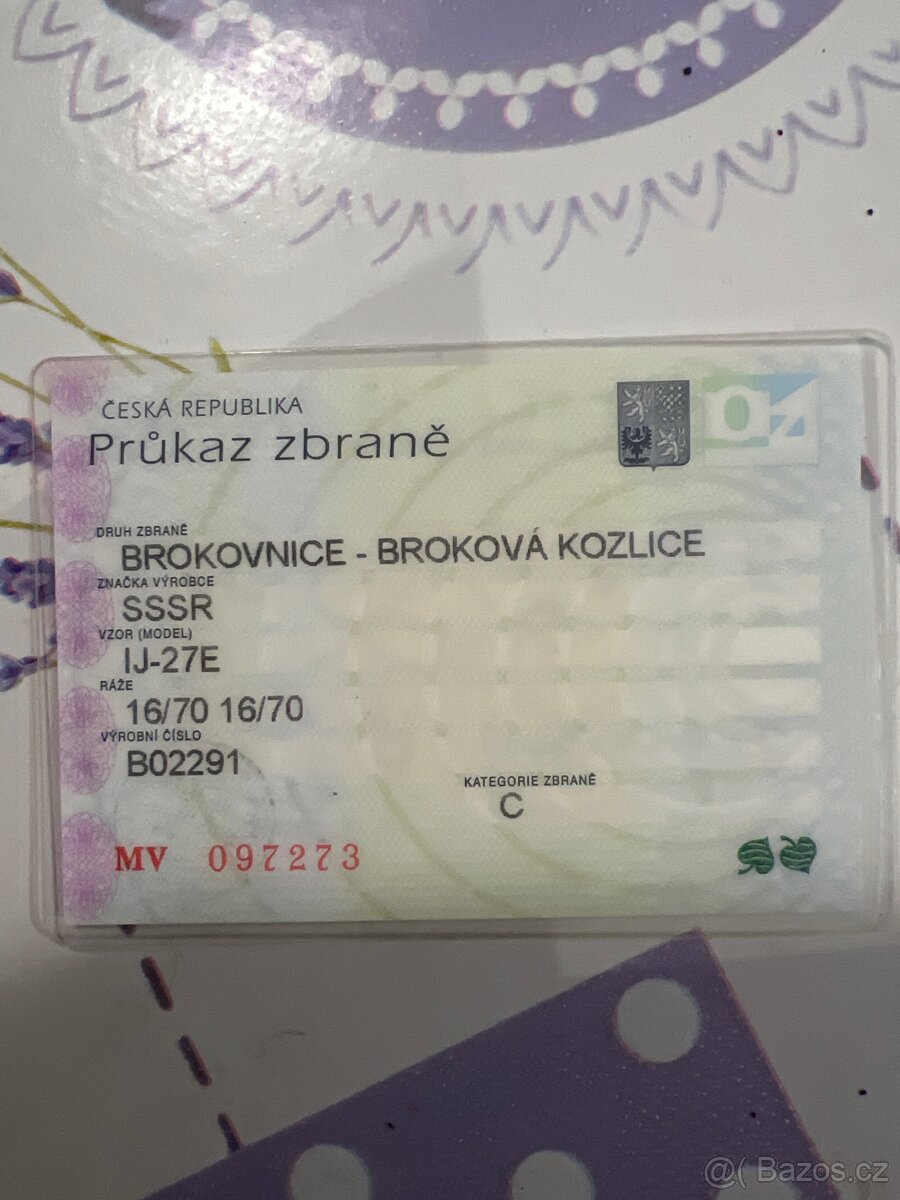 ČESKÁ REPUBLIKA
Průkaz zbraně
OZ
DRUH ZBRANĚ
BROKOVNICE - BROKOVÁ KOZLICE
ZNAČKA VÝROBCE
SSSR
VZOR (MODEL)
IJ-27E
RÁŽE
16/70 16/70
VÝROBNÍ ČÍSLO
B02291
KATEGORIE ZBRANĚ
C
MV 097273
@( Bazos.cz